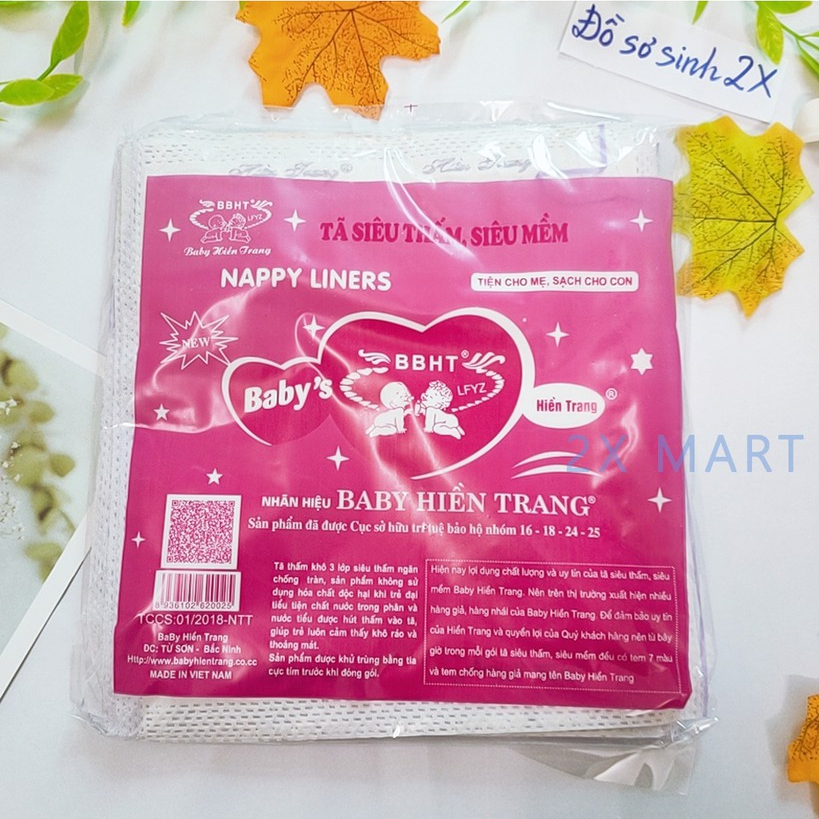 Đồ sơ sinh 2X
BBHT
LFYZ
Baby Hiền Trang
TÃ SIÊU THẤM, SIÊU MỀM
NAPPY LINERS
TIỆN CHO MẸ, SẠCH CHO CON
NEW
Baby's
BBHT®
LFYZ
Hiền Trang®
2X MART
NHÃN HIỆU BABY HIỀN TRANG®
Sản phẩm đã được Cục sở hữu trí tuệ bảo hộ nhóm 16 - 18 - 24 - 25
8 936102 620025
TCCS:01/2018-NTT
BaBy Hiền Trang
ĐC: TỪ SƠN - Bắc Ninh
Http://www.babyhientrang.co.cc
MADE IN VIET NAM
Tã thấm khô 3 lớp siêu thấm ngăn
chống tràn, sản phẩm không sử
dụng hóa chất độc hại khi trẻ đại
tiểu tiện chất nước trong phân và
nước tiểu được hút thấm vào tã,
giúp trẻ luôn cảm thấy khô ráo và
thoáng mát.
Sản phẩm được khử trùng bằng tia
cực tím trước khi đóng gói.
Hiện nay lợi dụng chất lượng và uy tín của tã siêu thấm, siêu
mềm Baby Hiền Trang. Nên trên thị trường xuất hiện nhiều
hàng giả, hàng nhái của Baby Hiền Trang. Để đảm bảo uy tín
của Hiền Trang và quyền lợi của Quý khách hàng nên từ bây
giờ trong mỗi gói tã siêu thấm, siêu mềm đều có tem 7 màu
và tem chống hàng giả mang tên Baby Hiền Trang